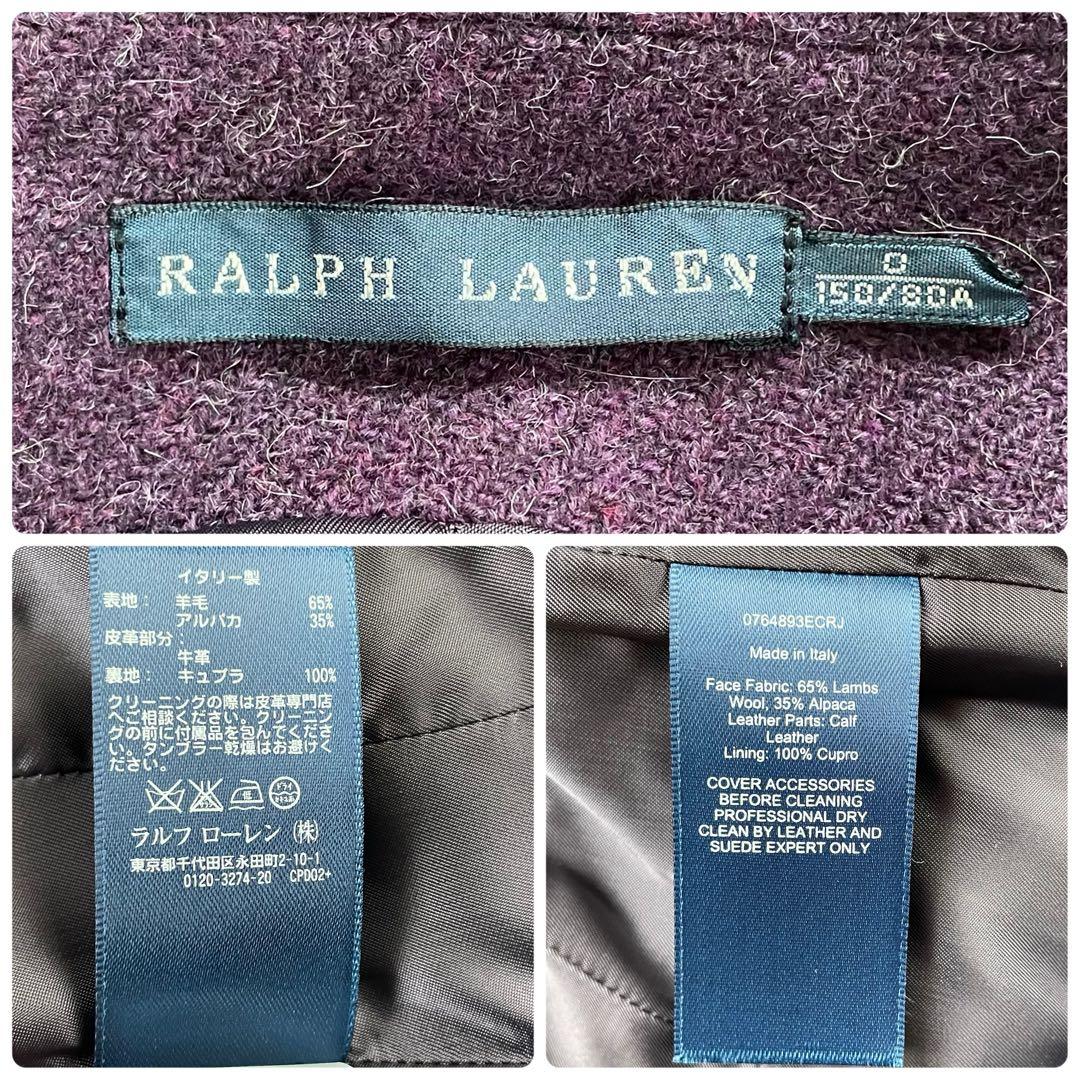 RALPH LAUREN
0
150/80A
イタリー製
表地: 羊毛 65%
アルパカ 35%
皮革部分:
牛革
裏地: キュプラ 100%
クリーニングの際は皮革専門店
へご相談ください。クリーニン
グの前に付属品を包んでくださ
い。タンブラー乾燥はお避けく
ださい。
低 ドライ
ラルフ ローレン (株)
東京都千代田区永田町2-10-1
0120-3274-20 CPD02+
0764893ECRJ
Made in Italy
Face Fabric: 65% Lambs
Wool, 35% Alpaca
Leather Parts: Calf
Leather
Lining: 100% Cupro
COVER ACCESSORIES
BEFORE CLEANING
PROFESSIONAL DRY
CLEAN BY LEATHER AND
SUEDE EXPERT ONLY